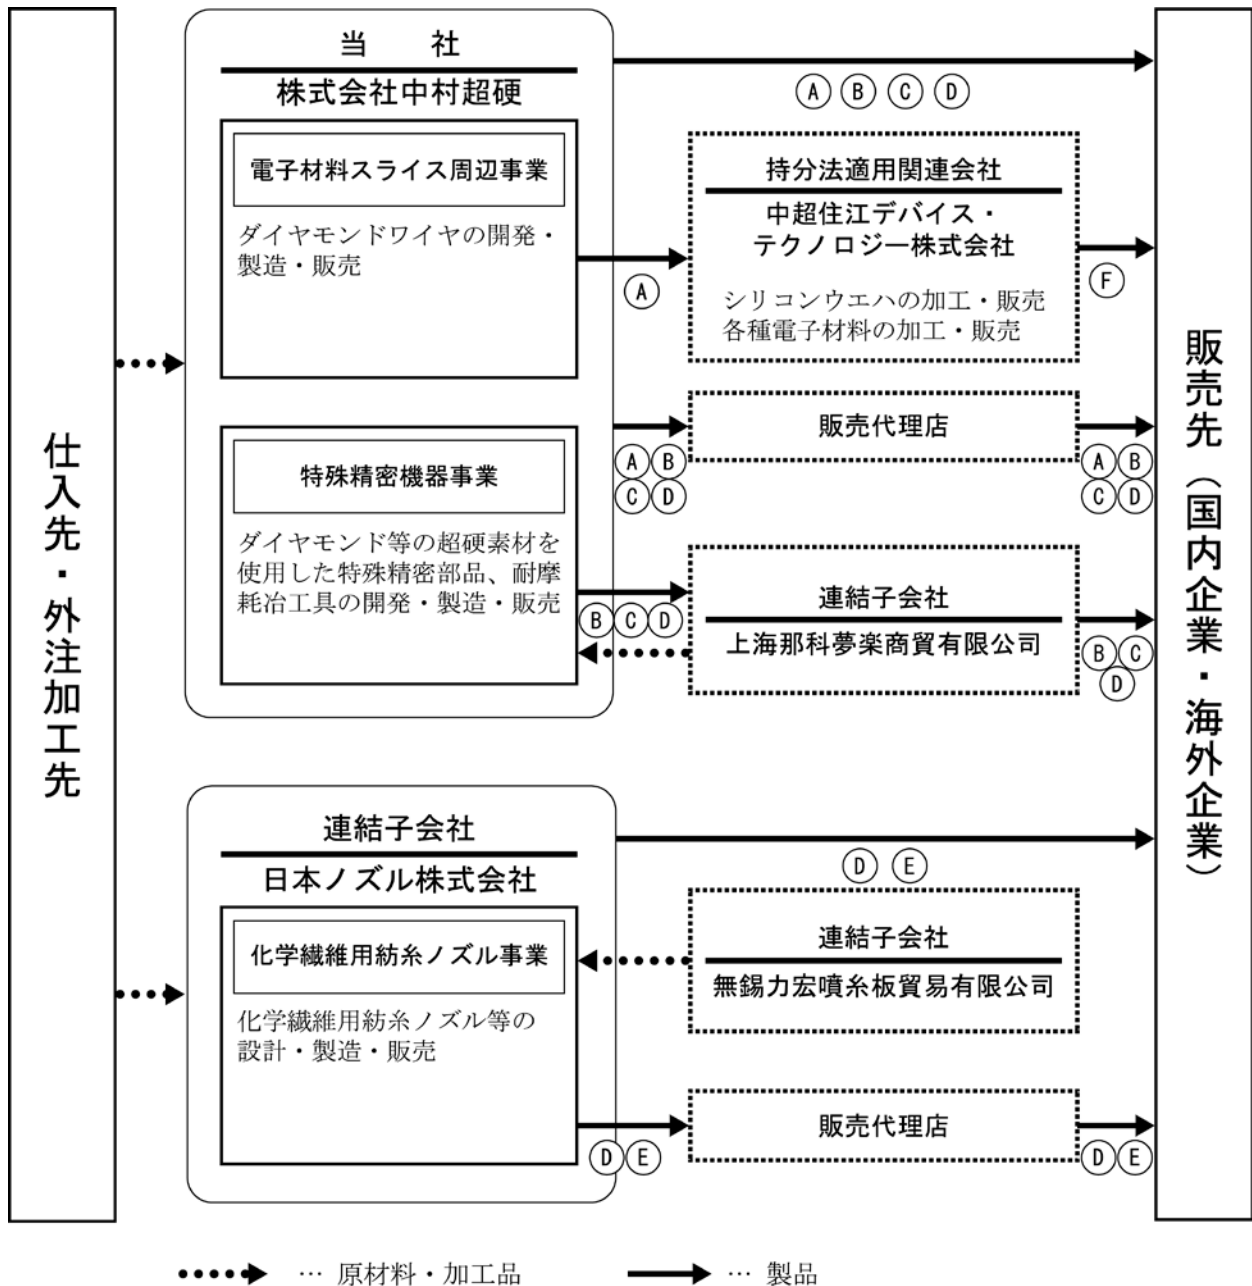 仕入先・外注加工先
当　　社
株式会社中村超硬
電子材料スライス周辺事業
ダイヤモンドワイヤの開発・
製造・販売
特殊精密機器事業
ダイヤモンド等の超硬素材を
使用した特殊精密部品、耐摩
耗冶工具の開発・製造・販売
A B C D
A
持分法適用関連会社
中超住江デバイス・
テクノロジー株式会社
シリコンウエハの加工・販売
各種電子材料の加工・販売
F
A B
C D
販売代理店
A B
C D
B C D
連結子会社
上海那科夢楽商貿有限公司
B C
D
連結子会社
日本ノズル株式会社
化学繊維用紡糸ノズル事業
化学繊維用紡糸ノズル等の
設計・製造・販売
D E
連結子会社
無錫力宏噴糸板貿易有限公司
D E
販売代理店
D E
販売先（国内企業・海外企業）
… 原材料・加工品
… 製品